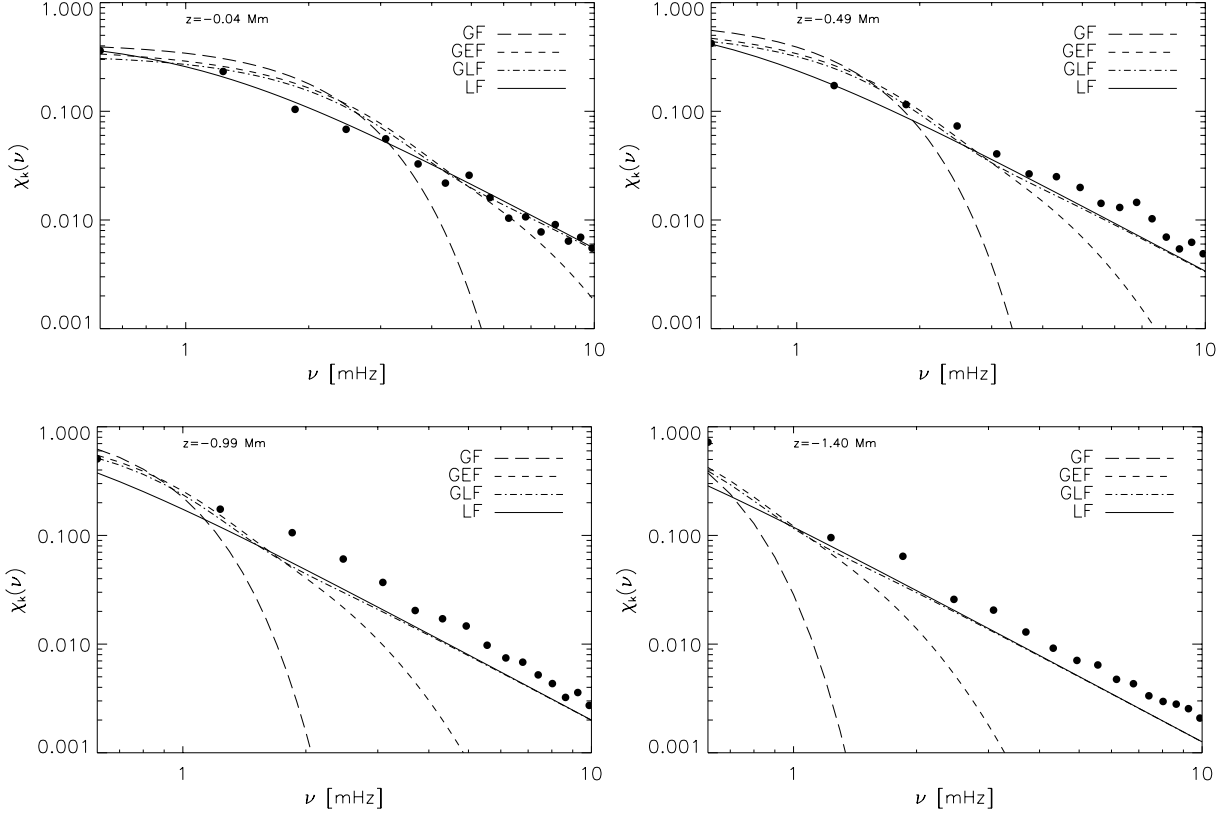 z=−0.04 Mm
GF
GEF
GLF
LF
0.100
0.010
0.001
χk(ν)
1
10
ν [mHz]
z=−0.49 Mm
GF
GEF
GLF
LF
1.000
0.100
0.010
0.001
χk(ν)
1
10
ν [mHz]
z=−0.99 Mm
GF
GEF
GLF
LF
1.000
0.100
0.010
0.001
χk(ν)
1
10
ν [mHz]
z=−1.40 Mm
GF
GEF
GLF
LF
1.000
0.100
0.010
0.001
χk(ν)
1
10
ν [mHz]